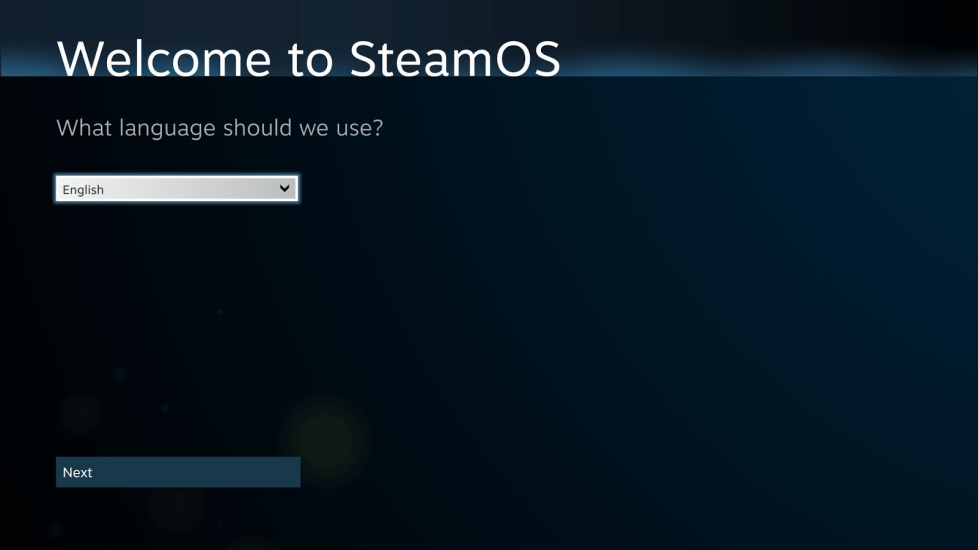 Welcome to SteamOS
What language should we use?
English
Next